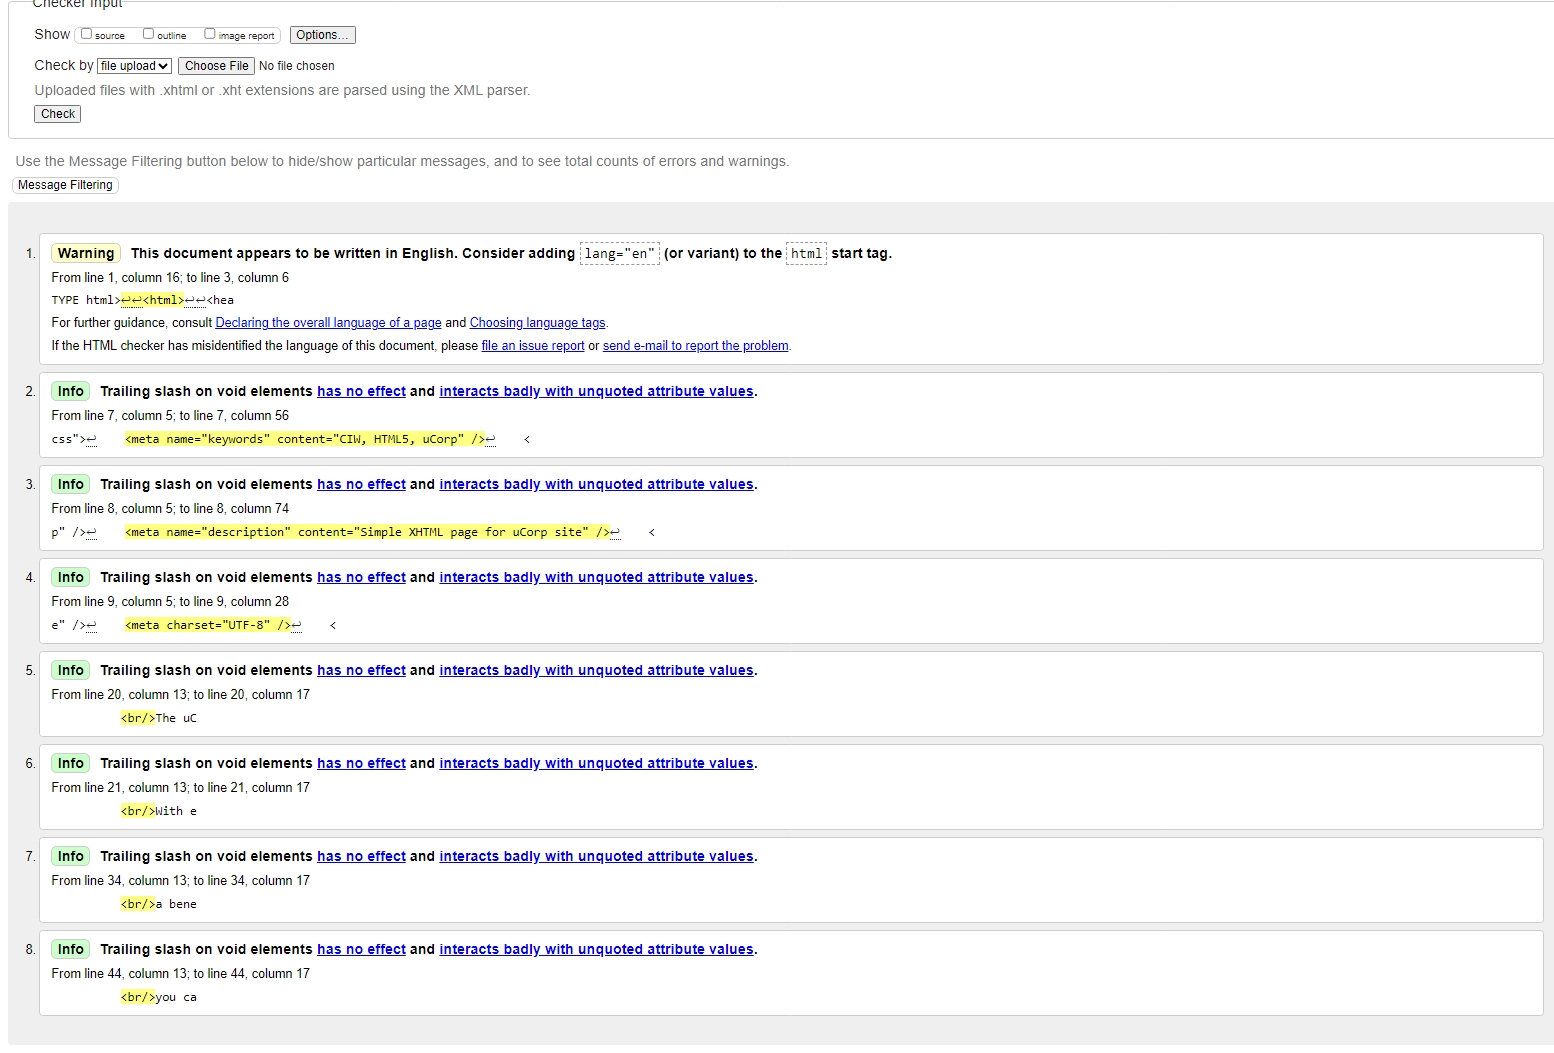 Checker Input
Show source outline image report Options...
Check by file upload Choose File No file chosen
Uploaded files with .xhtml or .xht extensions are parsed using the XML parser.
Check
Use the Message Filtering button below to hide/show particular messages, and to see total counts of errors and warnings.
Message Filtering
1. Warning This document appears to be written in English. Consider adding lang="en" (or variant) to the html start tag.
From line 1, column 16; to line 3, column 6
TYPE html>↩↩<html>↩↩<hea
For further guidance, consult Declaring the overall language of a page and Choosing language tags.
If the HTML checker has misidentified the language of this document, please file an issue report or send e-mail to report the problem.
2. Info Trailing slash on void elements has no effect and interacts badly with unquoted attribute values.
From line 7, column 5; to line 7, column 56
css">↩ <meta name="keywords" content="CIW, HTML5, uCorp" />↩ <
3. Info Trailing slash on void elements has no effect and interacts badly with unquoted attribute values.
From line 8, column 5; to line 8, column 74
p" />↩ <meta name="description" content="Simple XHTML page for uCorp site" />↩ <
4. Info Trailing slash on void elements has no effect and interacts badly with unquoted attribute values.
From line 9, column 5; to line 9, column 28
e" />↩ <meta charset="UTF-8" />↩ <
5. Info Trailing slash on void elements has no effect and interacts badly with unquoted attribute values.
From line 20, column 13; to line 20, column 17
<br/>The uC
6. Info Trailing slash on void elements has no effect and interacts badly with unquoted attribute values.
From line 21, column 13; to line 21, column 17
<br/>With e
7. Info Trailing slash on void elements has no effect and interacts badly with unquoted attribute values.
From line 34, column 13; to line 34, column 17
<br/>a bene
8. Info Trailing slash on void elements has no effect and interacts badly with unquoted attribute values.
From line 44, column 13; to line 44, column 17
<br/>you ca